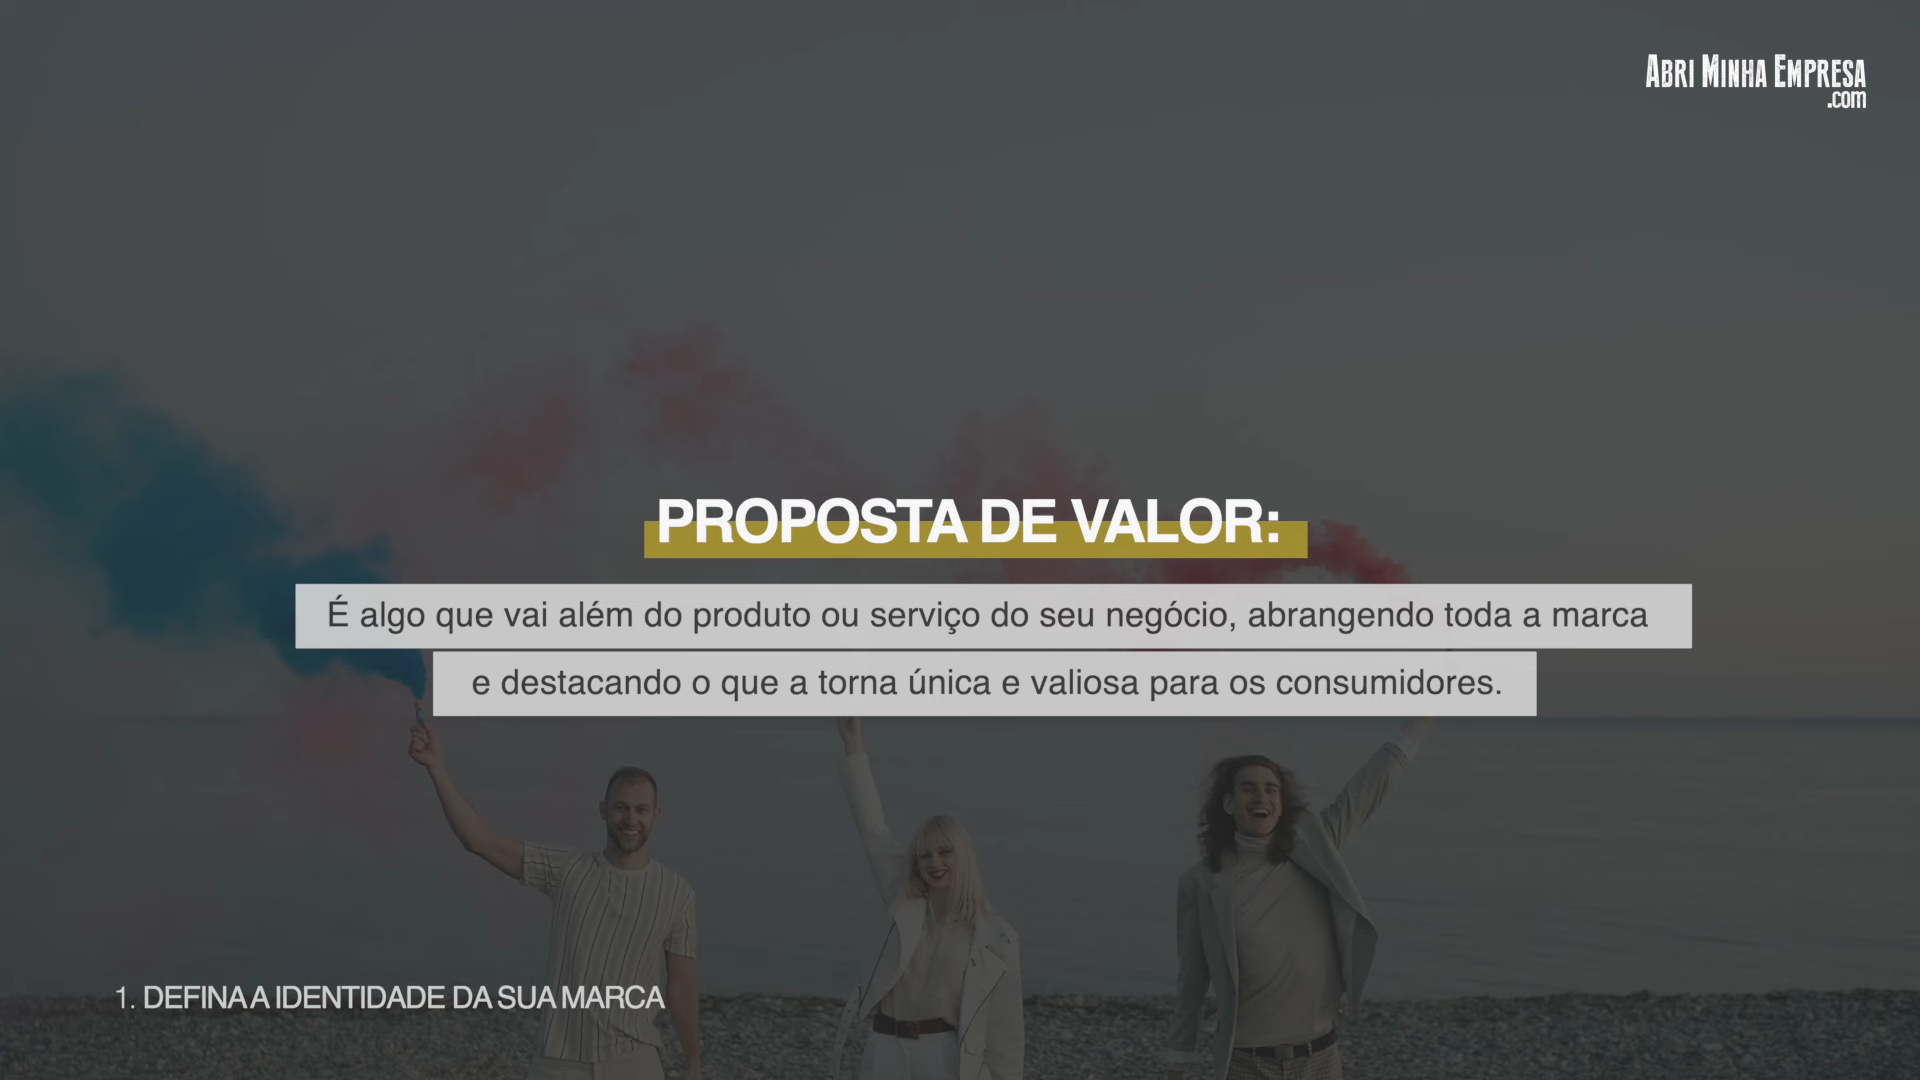 ABRI MINHA EMPRESA
.com
PROPOSTA DE VALOR:
É algo que vai além do produto ou serviço do seu negócio, abrangendo toda a marca
e destacando o que a torna única e valiosa para os consumidores.
1. DEFINA A IDENTIDADE DA SUA MARCA